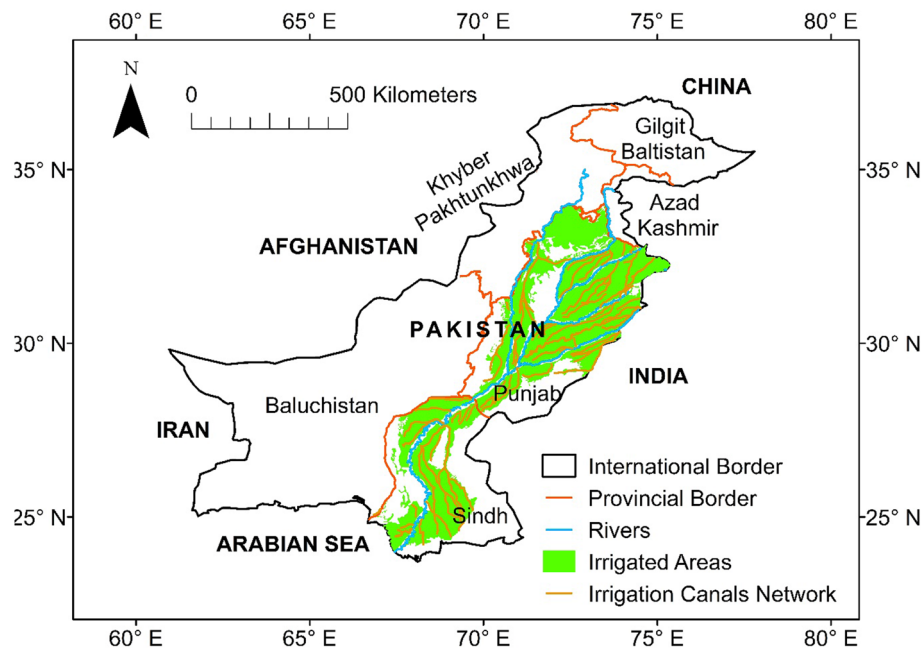 60° E 65° E 70° E 75° E 80° E
N
0 500 Kilometers
CHINA
Gilgit
Baltistan
35° N 35° N
Khyber
Pakhtunkhwa
Azad
Kashmir
AFGHANISTAN
PAKISTAN
30° N 30° N
INDIA
Punjab
Baluchistan
IRAN
International Border
Provincial Border
25° N 25° N
Sindh
Rivers
ARABIAN SEA
Irrigated Areas
Irrigation Canals Network
60° E 65° E 70° E 75° E 80° E